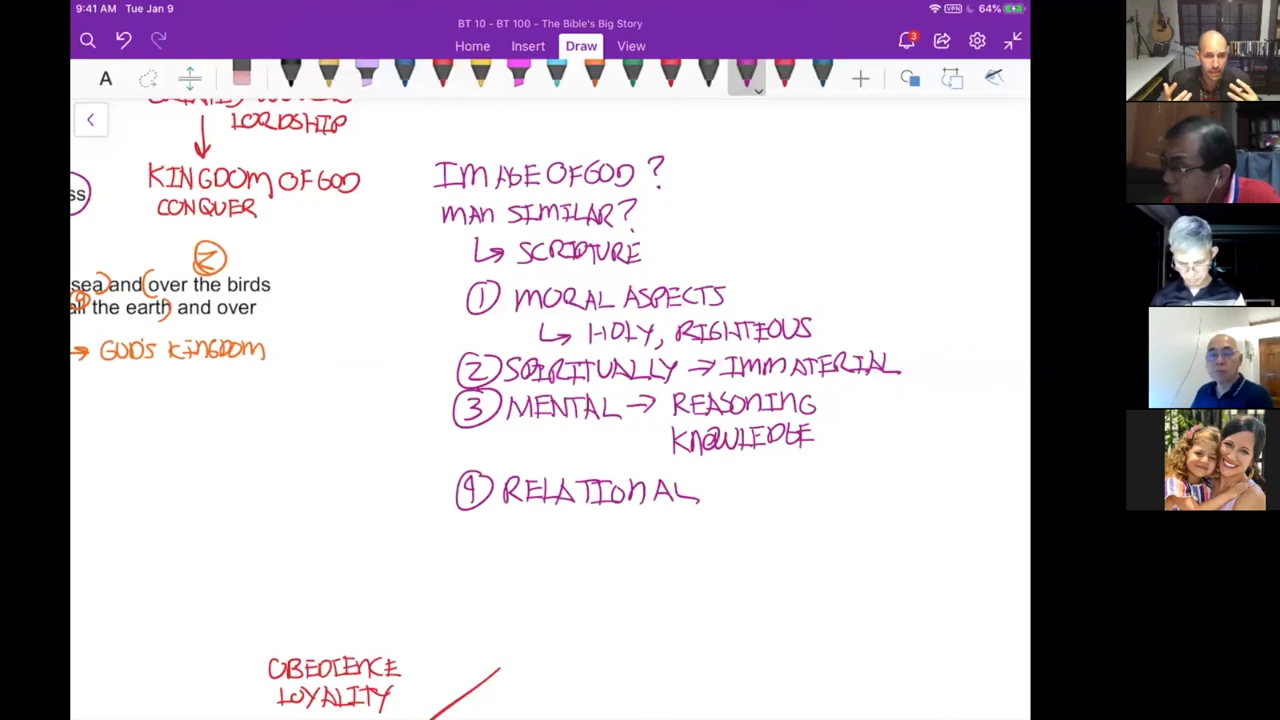 9:41 AM Tue Jan 9
VPN 64%
BT 10 - BT 100 - The Bible's Big Story
Home Insert Draw View
3
A
LORDSHIP
KINGDOM OF GOD
CONQUER
ss
2
sea) and (over the birds
all the earth) and over
→ GOD'S KINGDOM
IMAGE OF GOD ?
MAN SIMILAR?
↳ SCRIPTURE
① MORAL ASPECTS
↳ HOLY, RIGHTEOUS
② SPIRITUALLY → IMMATERIAL
③ MENTAL → REASONING
KNOWLEDGE
④ RELATIONAL
OBEDIENCE
LOYALITY